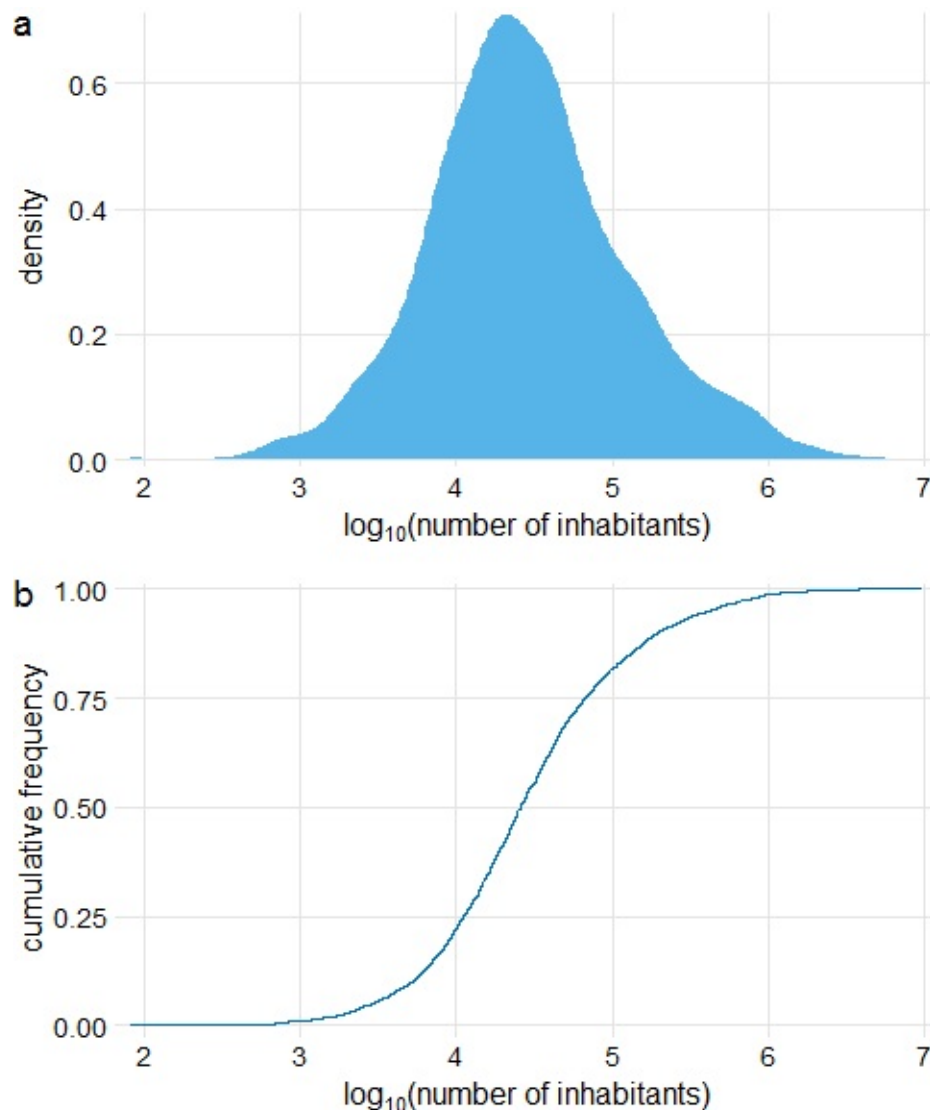 a
0.6
0.4
0.2
0.0
density
2 3 4 5 6 7
log₁₀(number of inhabitants)
b
1.00
0.75
0.50
0.25
0.00
cumulative frequency
2 3 4 5 6 7
log₁₀(number of inhabitants)